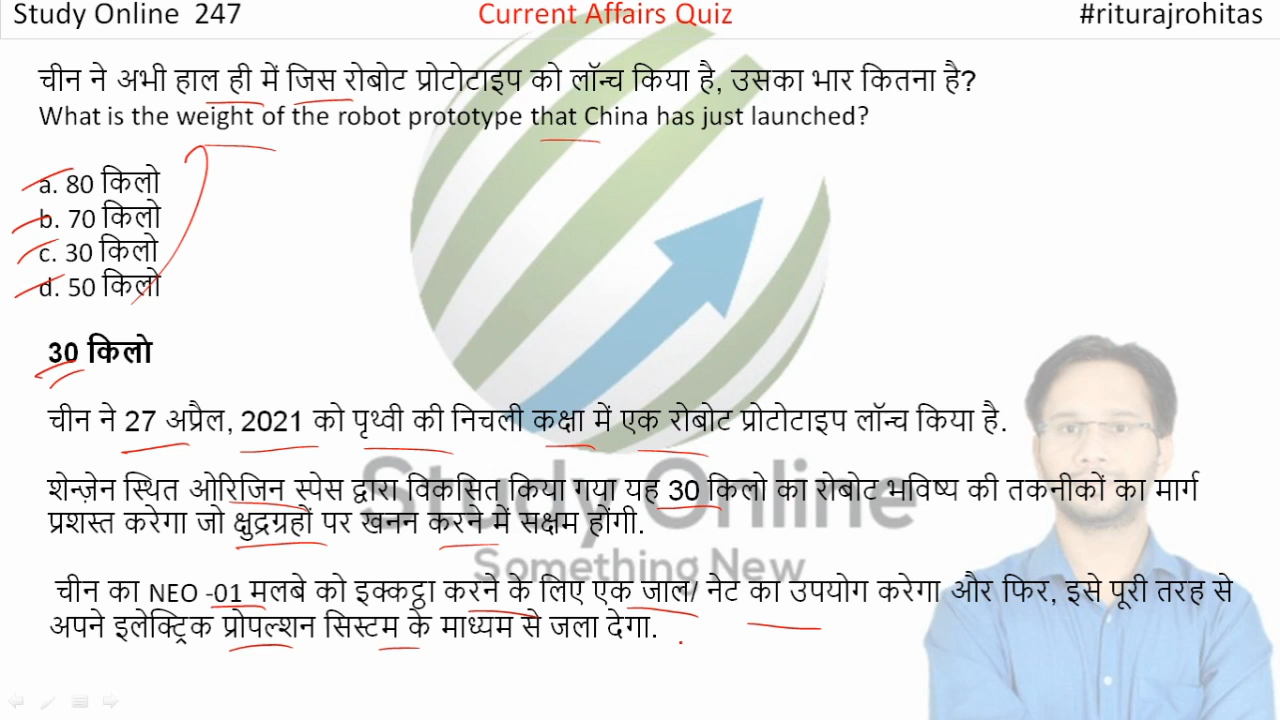 Study Online 247
Current Affairs Quiz
#riturajrohitas
चीन ने अभी हाल ही में जिस रोबोट प्रोटोटाइप को लॉन्च किया है, उसका भार कितना है?
What is the weight of the robot prototype that China has just launched?
a. 80 किलो
b. 70 किलो
c. 30 किलो
d. 50 किलो
30 किलो
चीन ने 27 अप्रैल, 2021 को पृथ्वी की निचली कक्षा में एक रोबोट प्रोटोटाइप लॉन्च किया है.
शेन्ज़ेन स्थित ओरिजिन स्पेस द्वारा विकसित किया गया यह 30 किलो का रोबोट भविष्य की तकनीकों का मार्ग
प्रशस्त करेगा जो क्षुद्रग्रहों पर खनन करने में सक्षम होंगी.
चीन का NEO -01 मलबे को इक्कट्ठा करने के लिए एक जाल/ नेट का उपयोग करेगा और फिर, इसे पूरी तरह से
अपने इलेक्ट्रिक प्रोपल्शन सिस्टम के माध्यम से जला देगा.
Study Online
Something New